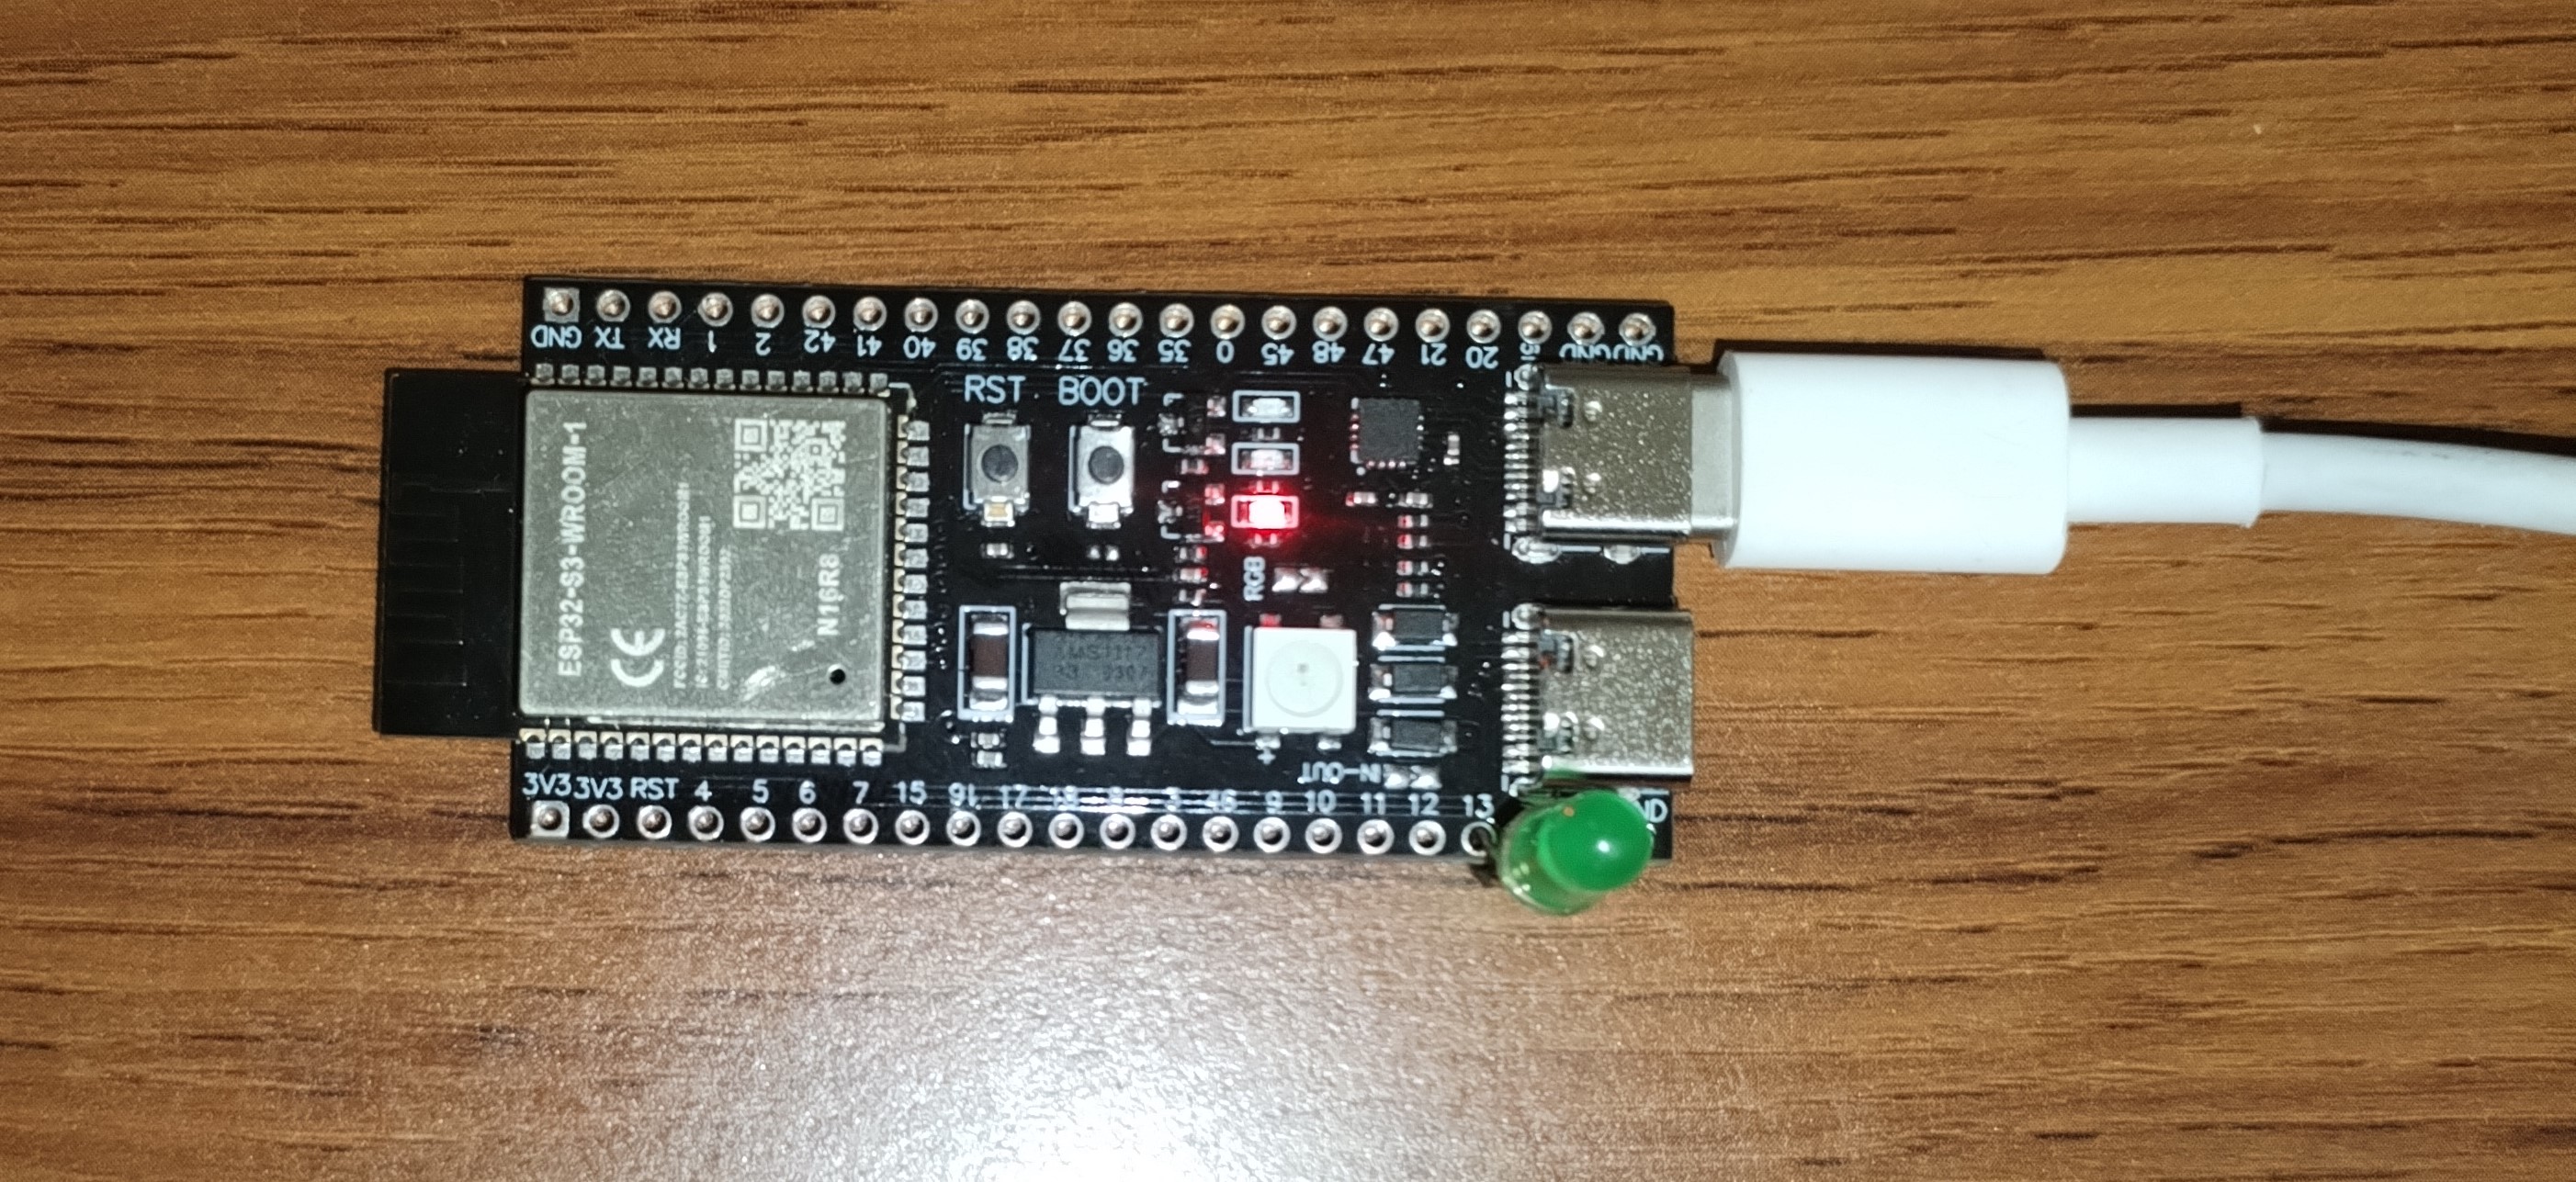 GND TX RX 1 2 42 41 40 39 38 37 36 35 0 45 48 47 21 20 GND GND
RST BOOT
ESP32-S3-WROOM-1
CE
N16R8
RGB
IN-OUT
+
3V3 3V3 RST 4 5 6 7 15 16 17 18 8 3 46 9 10 11 12 13